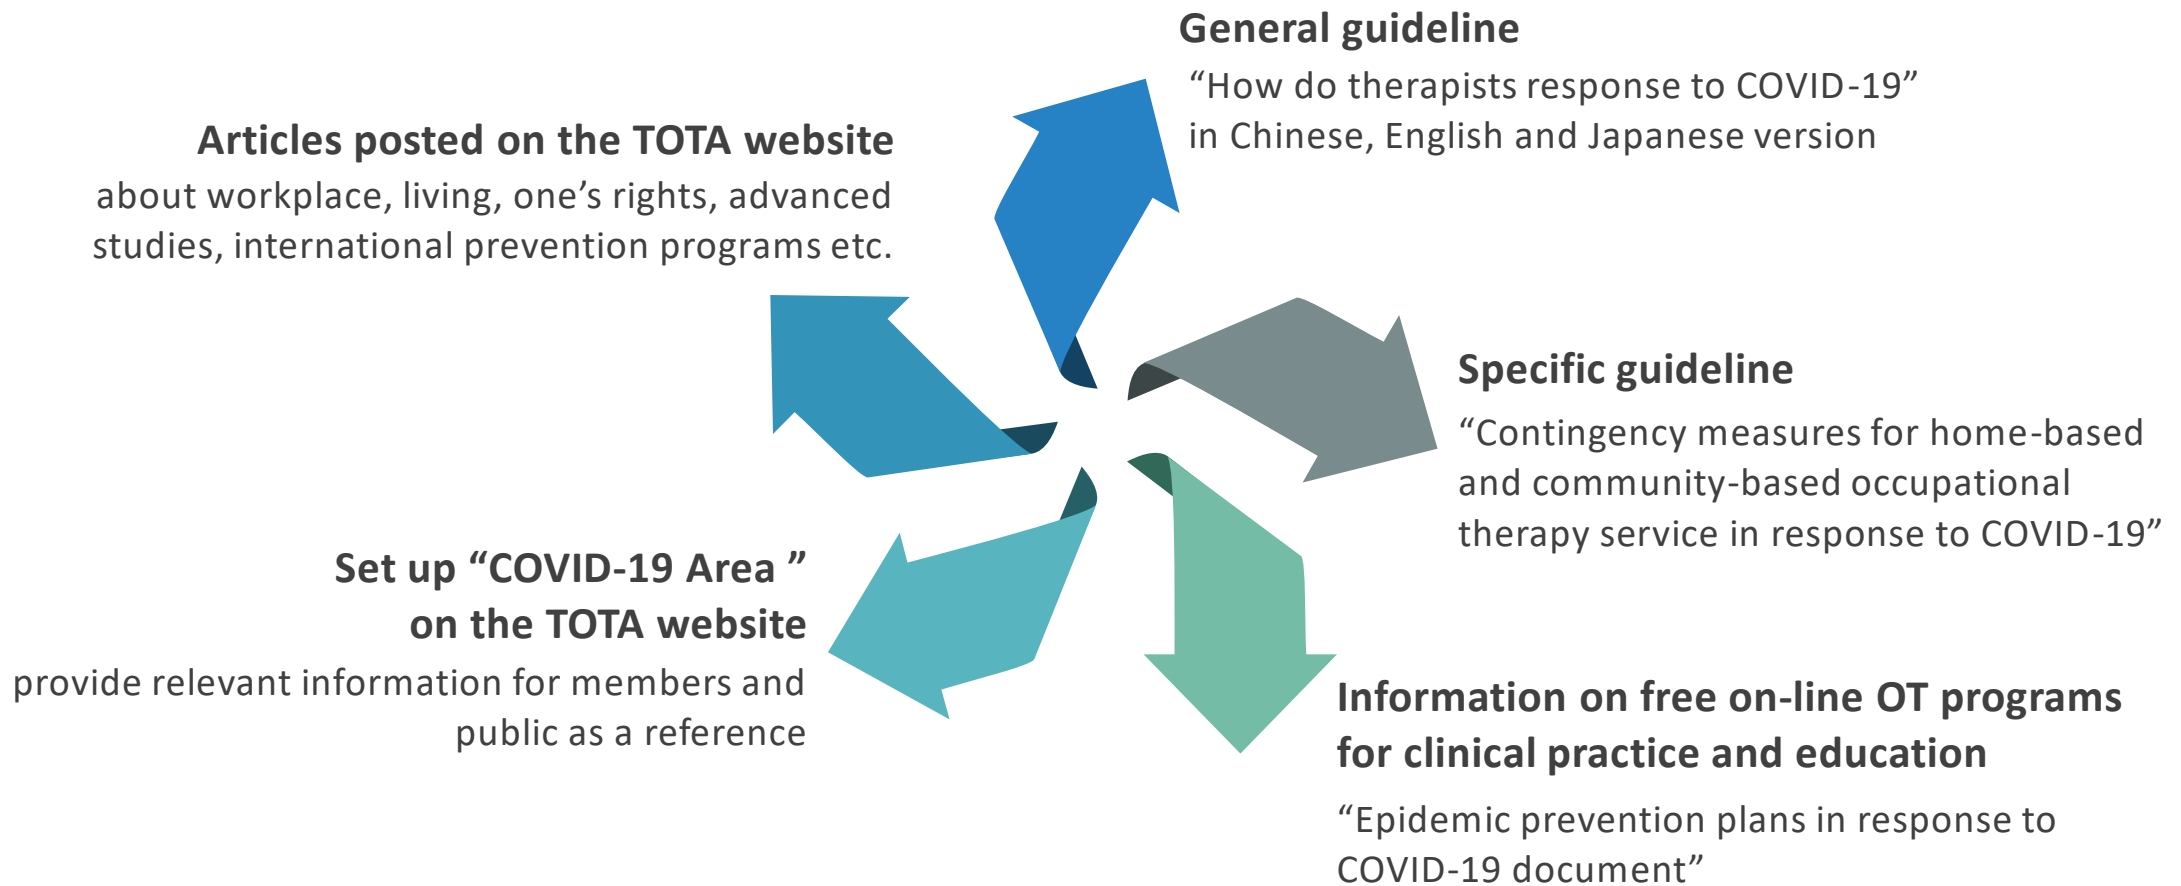 General guideline
“How do therapists response to COVID-19”
in Chinese, English and Japanese version
Specific guideline
“Contingency measures for home-based
and community-based occupational
therapy service in response to COVID-19”
Information on free on-line OT programs
for clinical practice and education
“Epidemic prevention plans in response to
COVID-19 document”
Set up “COVID-19 Area ”
on the TOTA website
provide relevant information for members and
public as a reference
Articles posted on the TOTA website
about workplace, living, one’s rights, advanced
studies, international prevention programs etc.